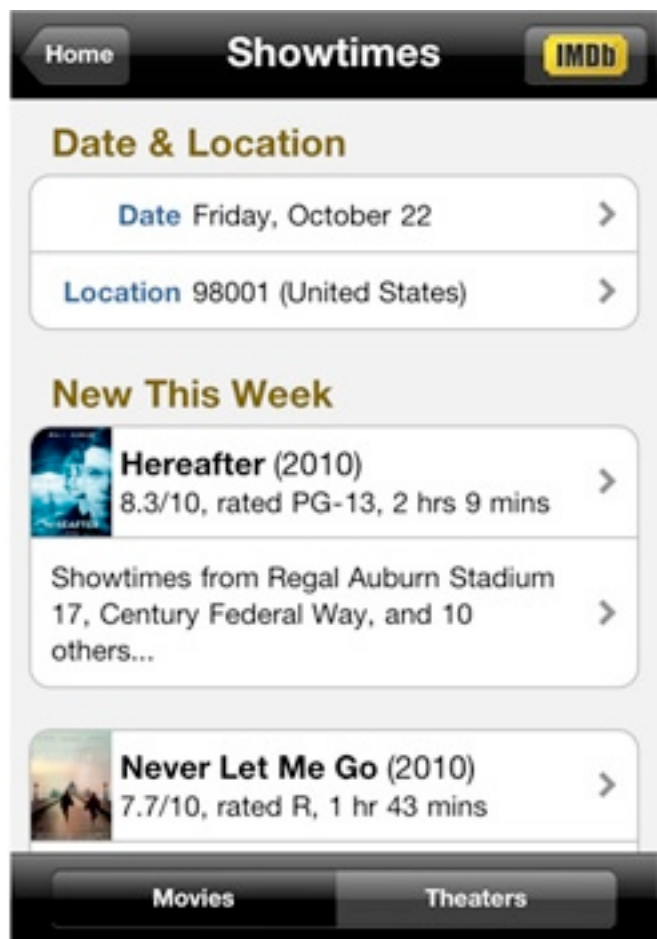 Home
Showtimes
IMDb
Date & Location
Date Friday, October 22
Location 98001 (United States)
New This Week
Hereafter (2010)
8.3/10, rated PG-13, 2 hrs 9 mins
HEREAFTER
Showtimes from Regal Auburn Stadium
17, Century Federal Way, and 10
others...
Never Let Me Go (2010)
7.7/10, rated R, 1 hr 43 mins
Movies
Theaters